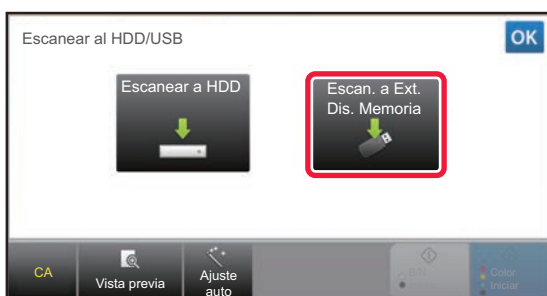 Escanear al HDD/USB
OK
Escanear a HDD
Escan. a Ext.
Dis. Memoria
CA
Vista previa
Ajuste
auto
B/N
Color
Iniciar